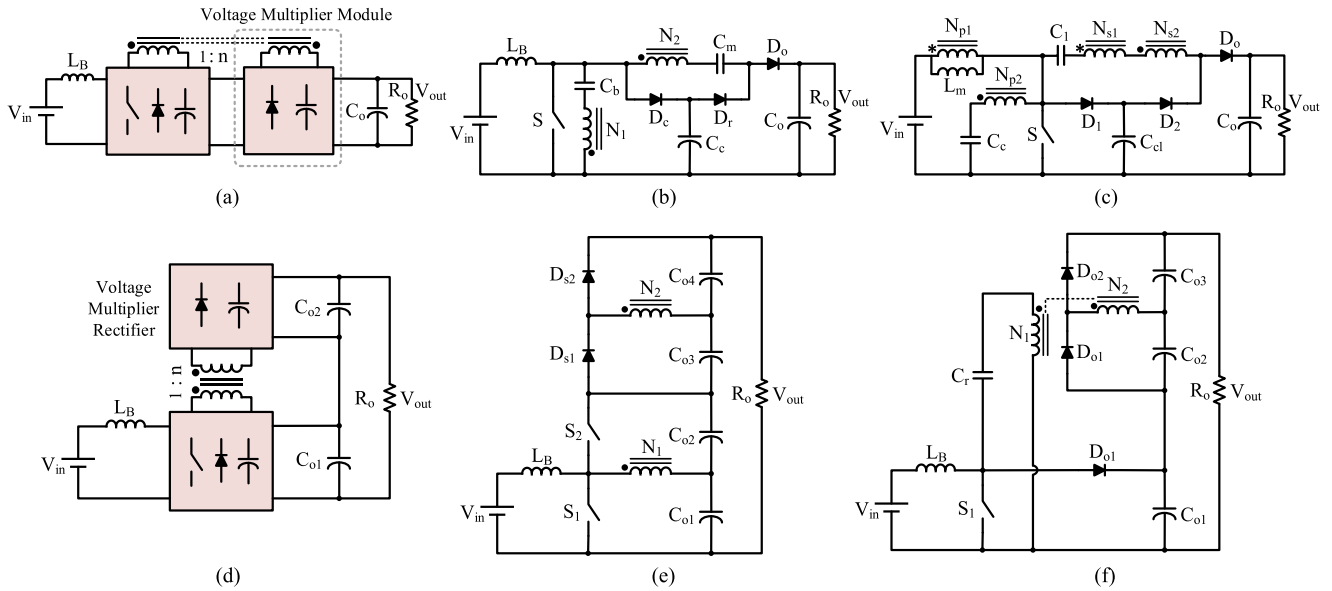 Voltage Multiplier Module
L_B
1 : n
V_in
C_o
R_o
V_out
(a)
L_B
N_2
C_m
D_o
C_b
S
N_1
D_c
D_r
C_c
V_in
C_o
R_o
V_out
(b)
N_p1
*
L_m
N_p2
C_1
*
N_s1
N_s2
D_o
V_in
C_c
S
D_1
D_2
C_cl
C_o
R_o
V_out
(c)
Voltage
Multiplier
Rectifier
C_o2
1 : n
L_B
V_in
C_o1
R_o
V_out
(d)
D_s2
N_2
C_o4
D_s1
C_o3
S_2
C_o2
L_B
N_1
V_in
S_1
C_o1
R_o
V_out
(e)
D_o2
N_2
C_o3
N_1
D_o1
C_o2
C_r
L_B
D_o1
V_in
S_1
C_o1
R_o
V_out
(f)